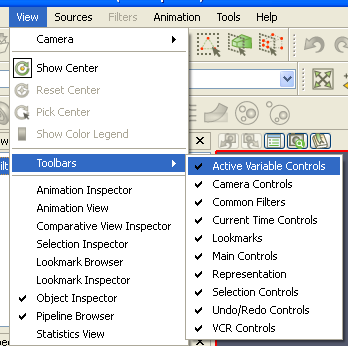 View Sources Filters Animation Tools Help
Camera
Show Center
Reset Center
Pick Center
Show Color Legend
Toolbars
Animation Inspector
Animation View
Comparative View Inspector
Selection Inspector
Lookmark Browser
Lookmark Inspector
Object Inspector
Pipeline Browser
Statistics View
Active Variable Controls
Camera Controls
Common Filters
Current Time Controls
Lookmarks
Main Controls
Representation
Selection Controls
Undo/Redo Controls
VCR Controls